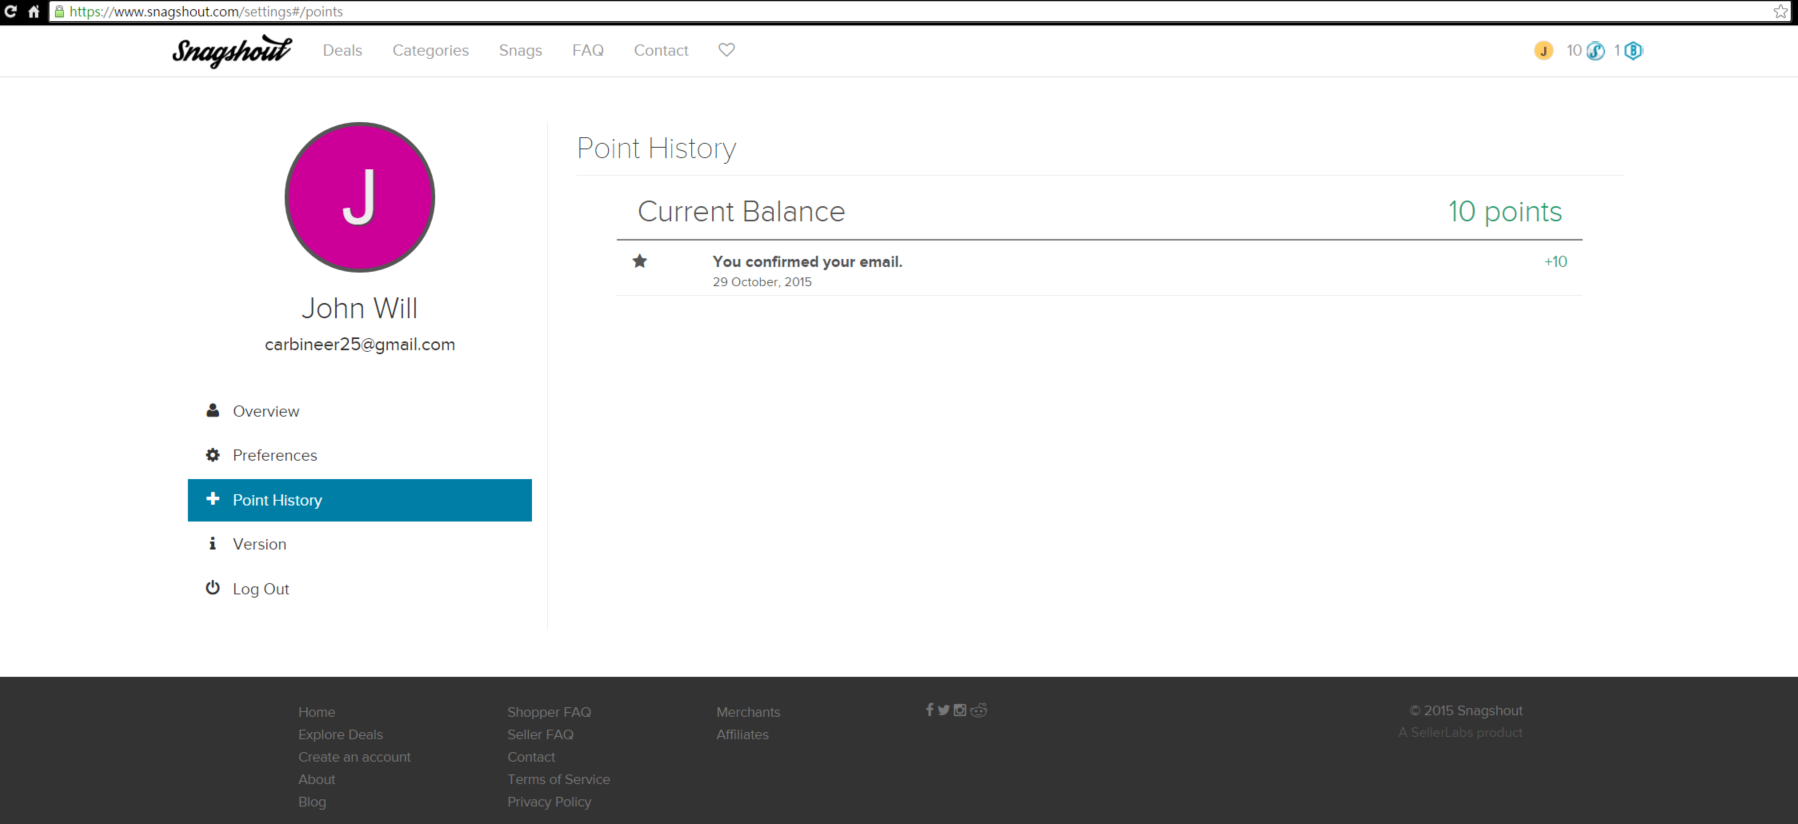 https://www.snagshout.com/settings#/points
Snagshout Deals Categories Snags FAQ Contact J 10 S 1 B
J
John Will
carbineer25@gmail.com
Overview
Preferences
Point History
Version
Log Out
Point History
Current Balance 10 points
You confirmed your email. +10
29 October, 2015
Home
Explore Deals
Create an account
About
Blog
Shopper FAQ
Seller FAQ
Contact
Terms of Service
Privacy Policy
Merchants
Affiliates
© 2015 Snagshout
A SellerLabs product